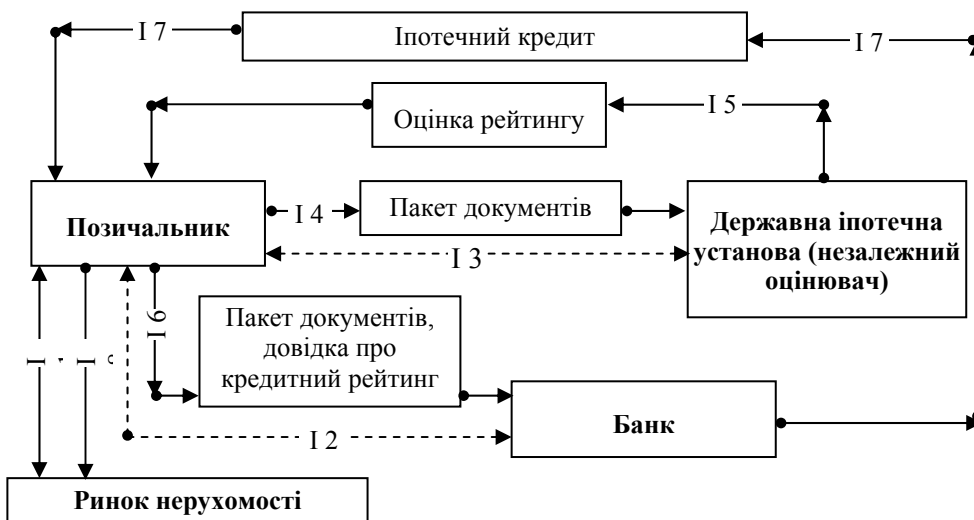 І 7
Іпотечний кредит
І 7
Оцінка рейтингу
І 5
Позичальник
І 4
Пакет документів
Державна іпотечна
установа (незалежний
оцінювач)
І 3
І 6
Пакет документів,
довідка про
кредитний рейтинг
І
І
І 2
Банк
Ринок нерухомості